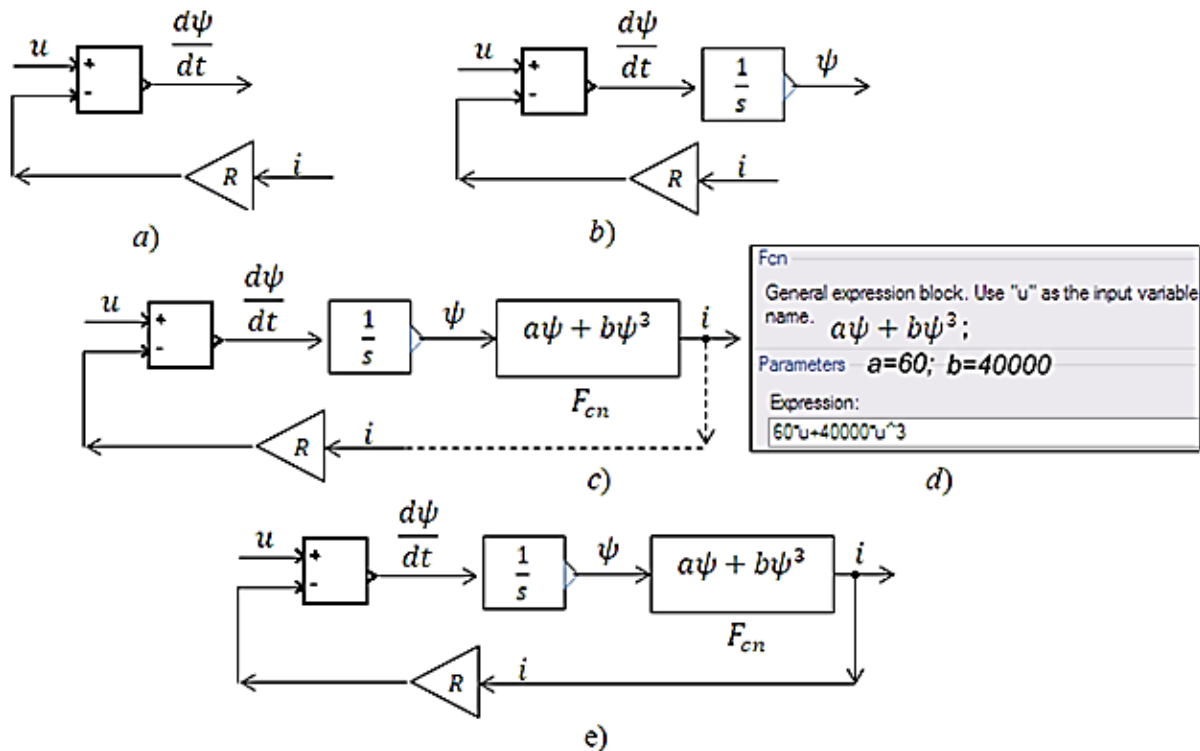 u
+
-
dψ/dt
R
i
a)
u
+
-
dψ/dt
1/s
ψ
R
i
b)
u
+
-
dψ/dt
1/s
ψ
aψ + bψ³
i
F_cn
R
i
c)
Fcn
General expression block. Use "u" as the input variable
name. aψ + bψ³;
Parameters a=60; b=40000
Expression:
60*u+40000*u^3
d)
u
+
-
dψ/dt
1/s
ψ
aψ + bψ³
i
F_cn
R
i
e)